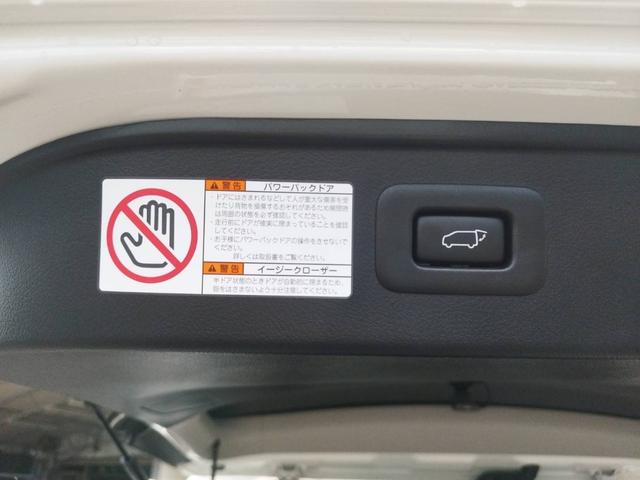 警告 パワーバックドア
・ドアにはさまれるなどして人が重大な傷害を受
けたり荷物を損傷するおそれがあるため開閉時
は周囲の状態を必ず確認してください。
・走行前にドアが確実に閉まっていることを確認
してください。
・お子様にパワーバックドアの操作をさせないで
ください。
詳しくは取扱書をご覧ください。
警告 イージークローザー
半ドア状態のときドアが自動的に閉まるため、
指をはさまないよう十分注意してください。